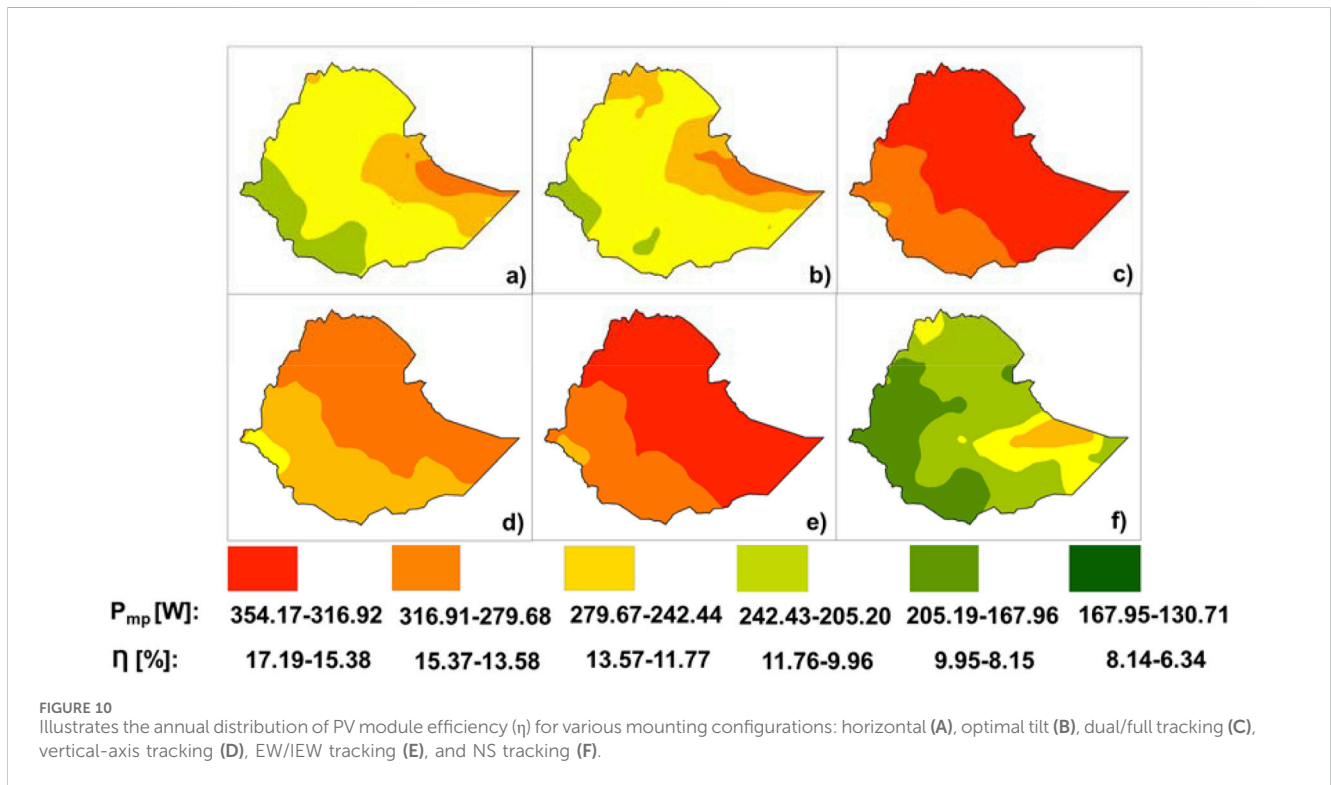 a)
b)
c)
d)
e)
f)
Pmp [W]: 354.17-316.92 316.91-279.68 279.67-242.44 242.43-205.20 205.19-167.96 167.95-130.71
η [%]: 17.19-15.38 15.37-13.58 13.57-11.77 11.76-9.96 9.95-8.15 8.14-6.34
FIGURE 10
Illustrates the annual distribution of PV module efficiency (η) for various mounting configurations: horizontal (A), optimal tilt (B), dual/full tracking (C),
vertical-axis tracking (D), EW/IEW tracking (E), and NS tracking (F).